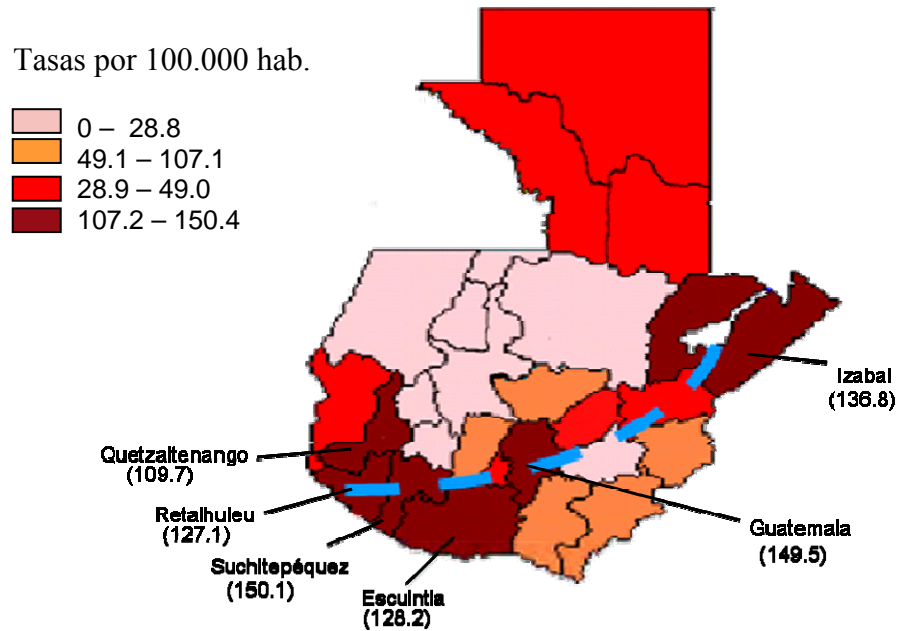 Tasas por 100.000 hab.
0 – 28.8
49.1 – 107.1
28.9 – 49.0
107.2 – 150.4
Izabal
(136.8)
Quetzaltenango
(109.7)
Retalhuleu
(127.1)
Guatemala
(149.5)
Suchitepéquez
(150.1)
Escuintla
(128.2)